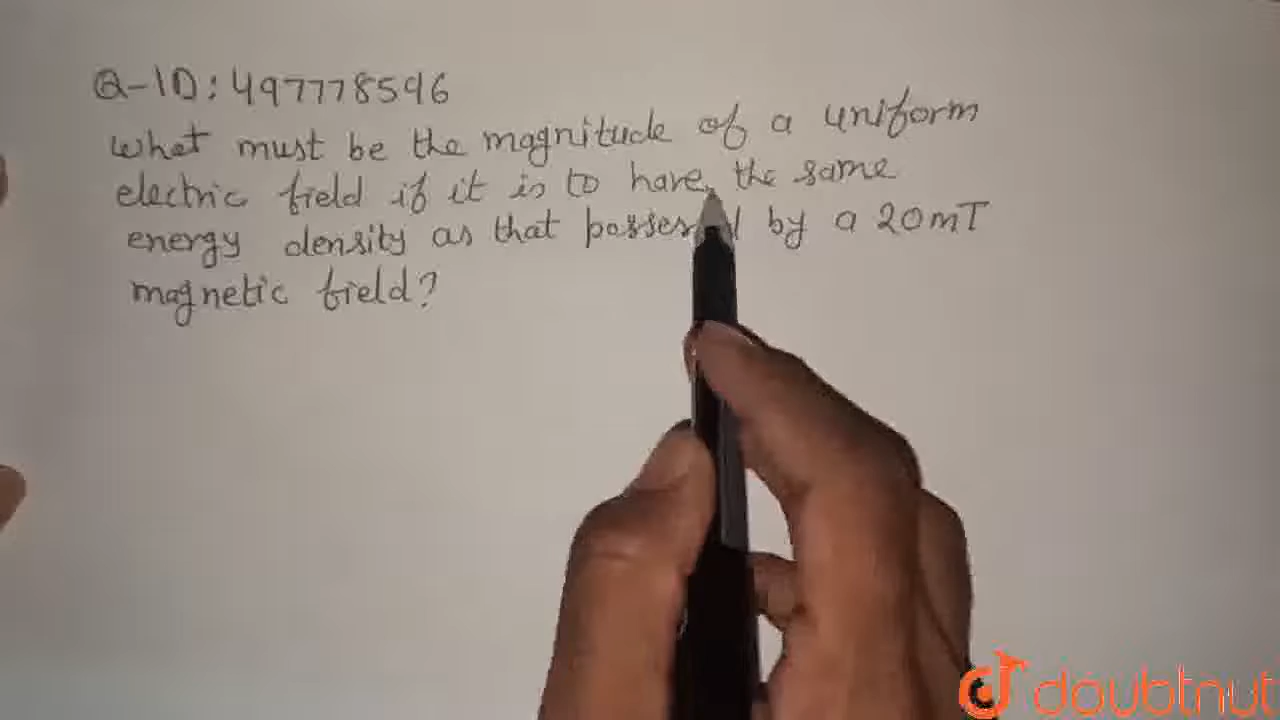 Q-ID: 497778596
What must be the magnitude of a uniform
electric field if it is to have the same
energy density as that by a 20mT
magnetic field?
doubtnut